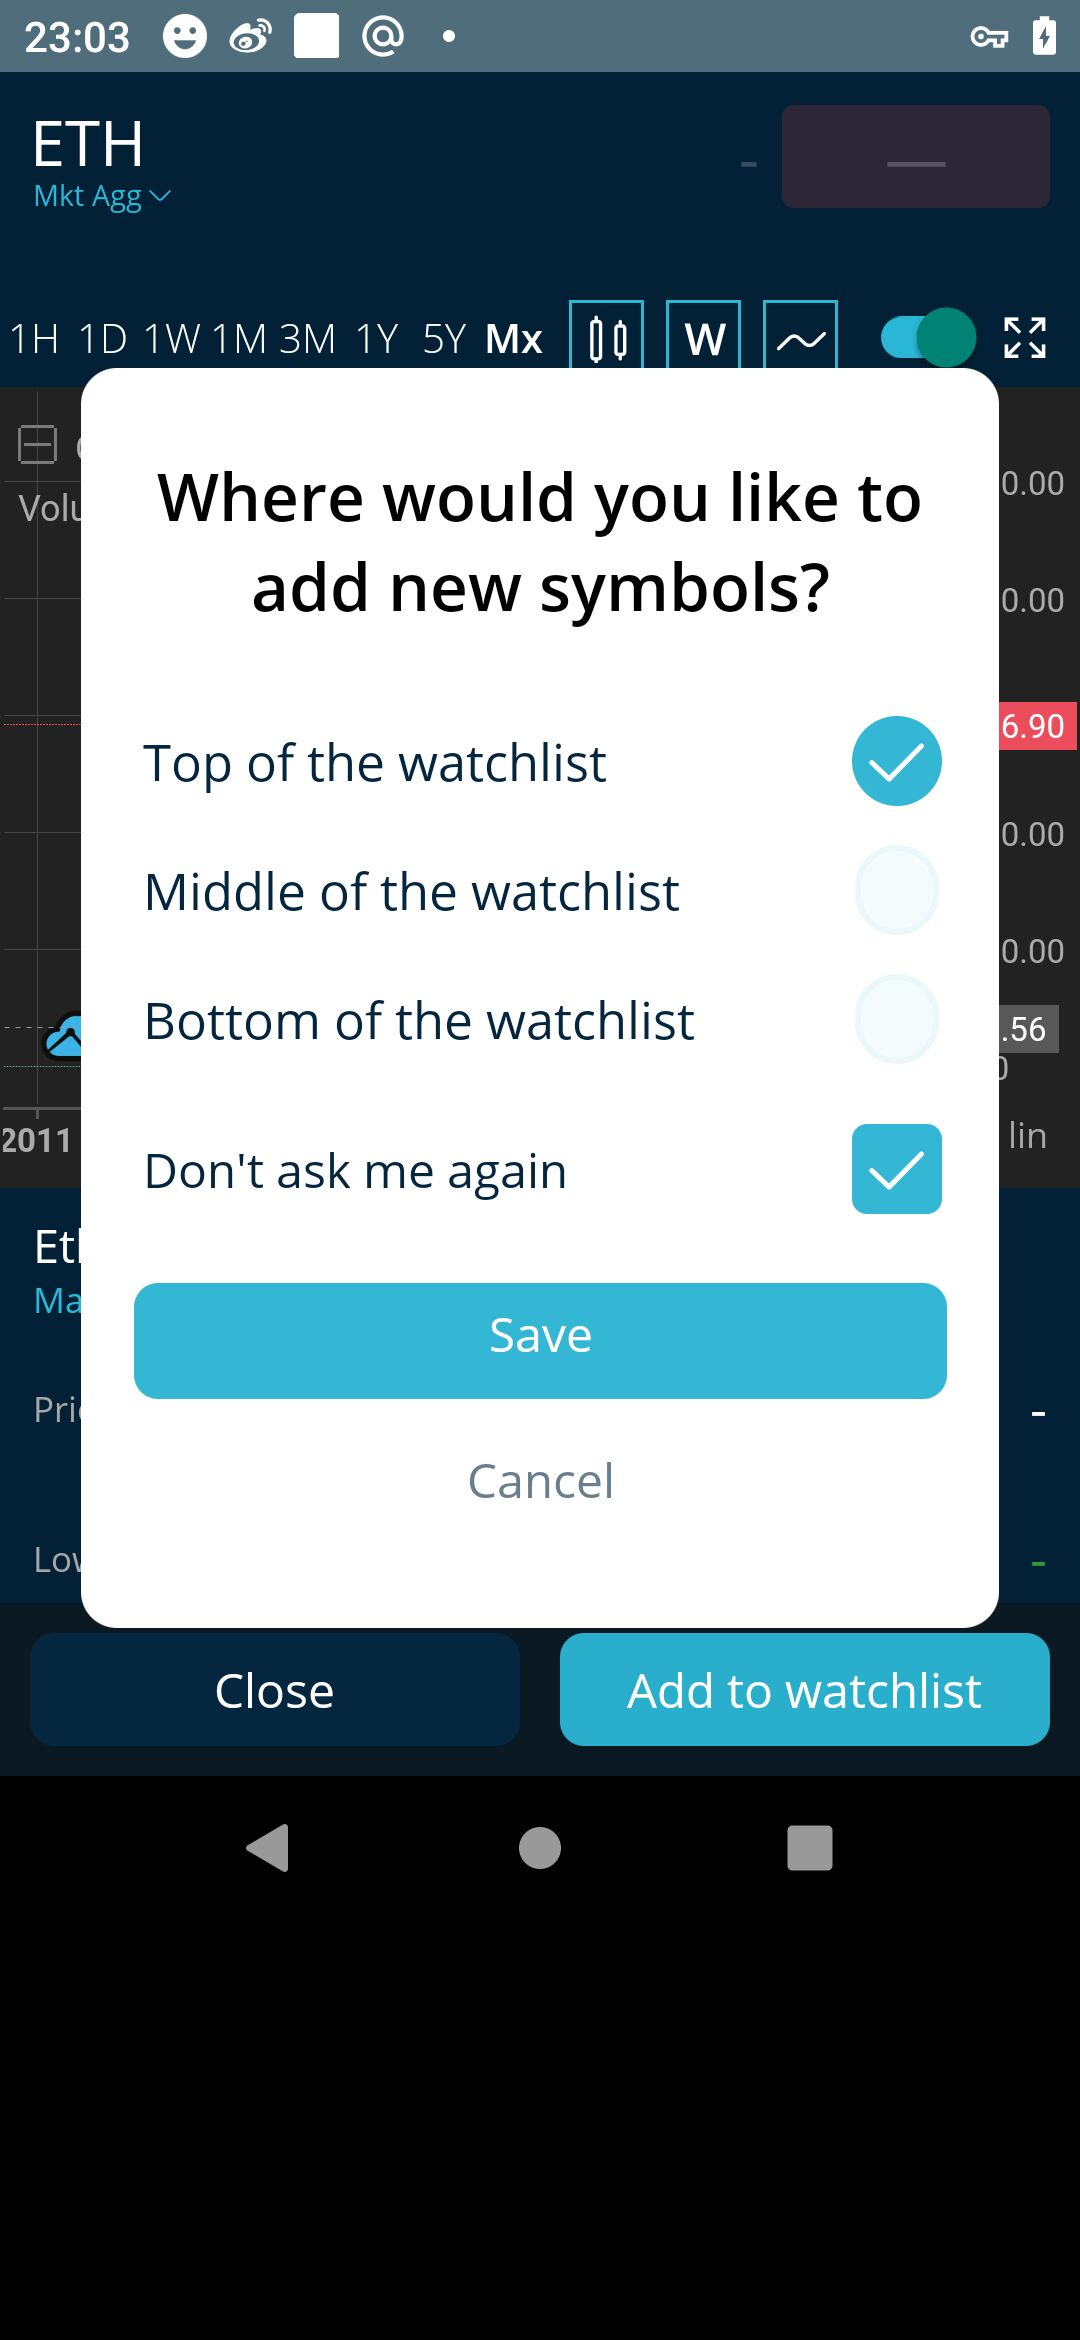 23:03
ETH
Mkt Agg
1H 1D 1W 1M 3M 1Y 5Y Mx W
Where would you like to
add new symbols?
0.00
Volu
0.00
6.90
Top of the watchlist
0.00
Middle of the watchlist
0.00
Bottom of the watchlist
.56
0
2011
lin
Don't ask me again
Et
Ma
Save
Pri
-
Cancel
Low
-
Close
Add to watchlist